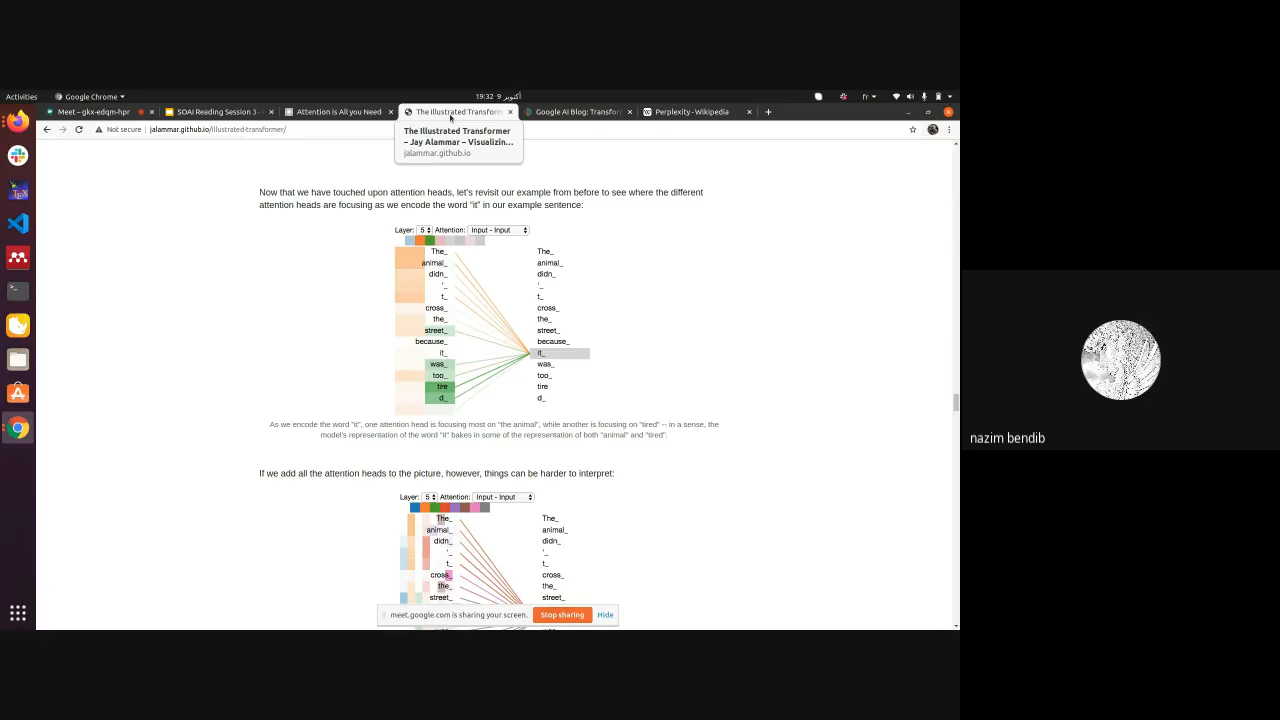 Activities
Google Chrome
19:32 9 أكتوبر
fr
Meet – gkx-edqm-hpr
SOAI Reading Session 3 -
Attention is All you Need
The Illustrated Transform
Google AI Blog: Transfor
Perplexity - Wikipedia
Not secure | jalammar.github.io/illustrated-transformer/
The Illustrated Transformer
– Jay Alammar – Visualizin...
jalammar.github.io
Now that we have touched upon attention heads, let's revisit our example from before to see where the different
attention heads are focusing as we encode the word "it" in our example sentence:
Layer: 5 Attention: Input - Input
The_ The_
animal_ animal_
didn_ didn_
'_ '_
t_ t_
cross_ cross_
the_ the_
street_ street_
because_ because_
it_ it_
was_ was_
too_ too_
tire tire
d_ d_
As we encode the word "it", one attention head is focusing most on "the animal", while another is focusing on "tired" -- in a sense, the
model's representation of the word "it" bakes in some of the representation of both "animal" and "tired".
If we add all the attention heads to the picture, however, things can be harder to interpret:
Layer: 5 Attention: Input - Input
The_ The_
animal_ animal_
didn_ didn_
'_ '_
t_ t_
cross_ cross_
the_ the_
street_ street_
meet.google.com is sharing your screen. Stop sharing Hide
nazim bendib